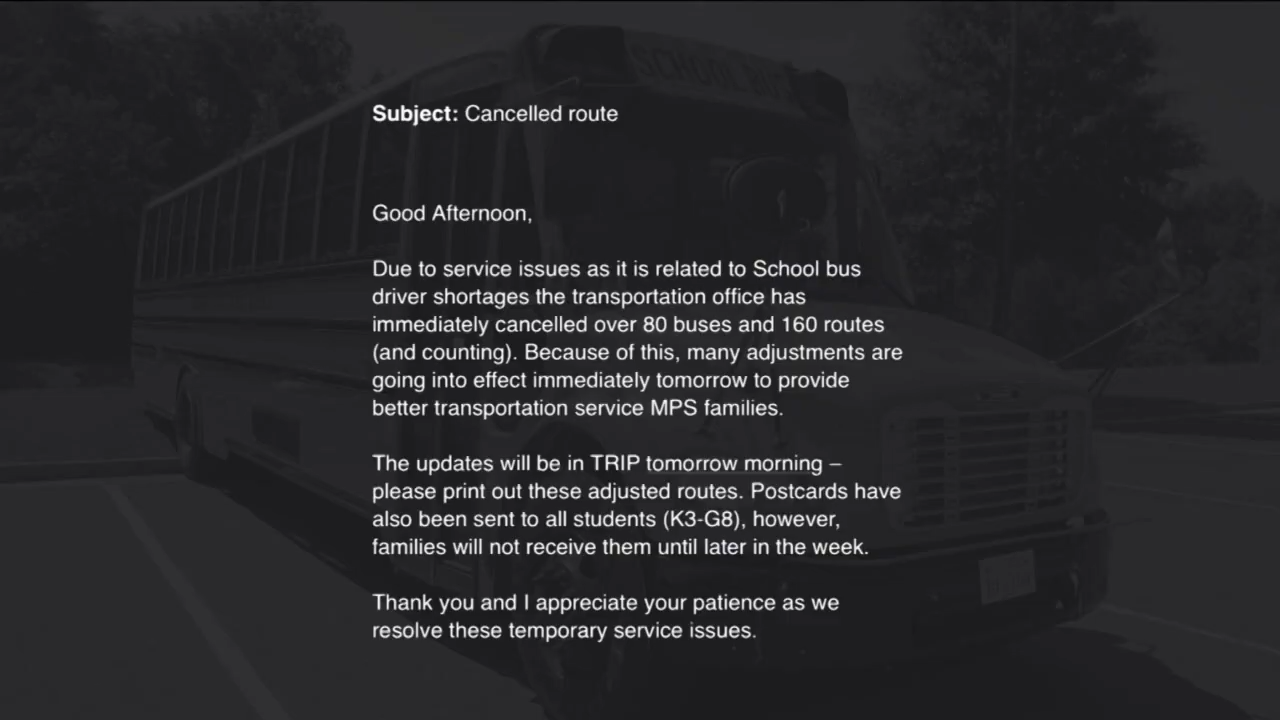 SCHOOL BUS
Subject: Cancelled route
Good Afternoon,
Due to service issues as it is related to School bus
driver shortages the transportation office has
immediately cancelled over 80 buses and 160 routes
(and counting). Because of this, many adjustments are
going into effect immediately tomorrow to provide
better transportation service MPS families.
The updates will be in TRIP tomorrow morning –
please print out these adjusted routes. Postcards have
also been sent to all students (K3-G8), however,
families will not receive them until later in the week.
Thank you and I appreciate your patience as we
resolve these temporary service issues.